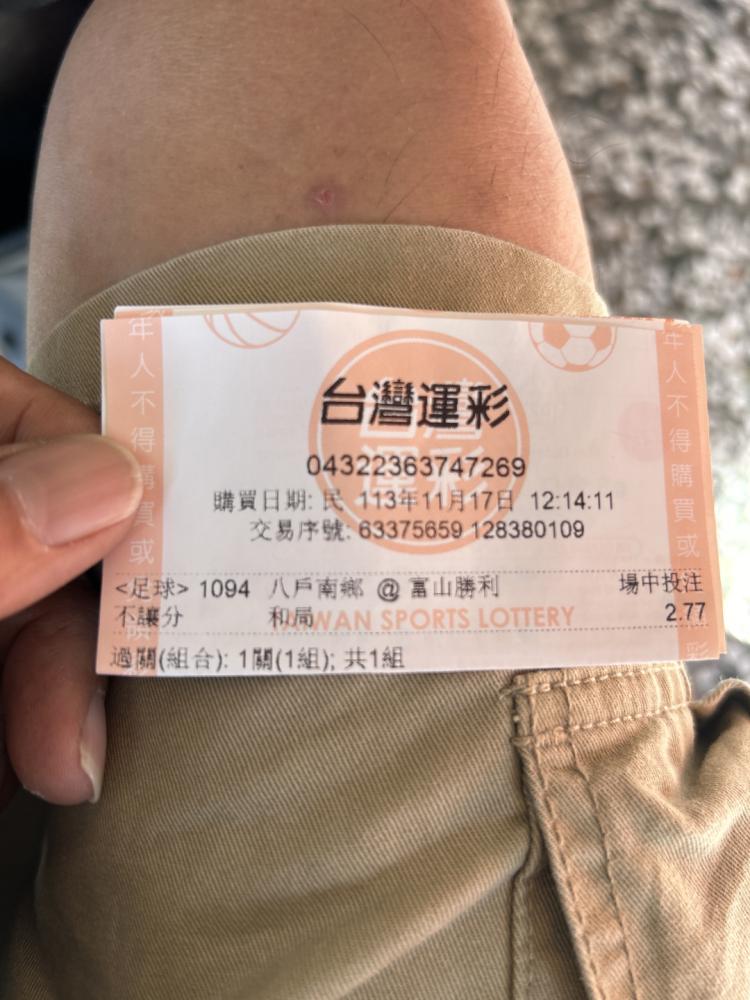 台灣運彩
04322363747269
購買日期: 民 113年11月17日 12:14:11
交易序號: 63375659 128380109
<足球> 1094 八戶南鄉 @ 富山勝利 場中投注
不讓分 和局 2.77
TAIWAN SPORTS LOTTERY
過關(組合): 1關(1組); 共1組
年人不得購買或
年人不得購買或